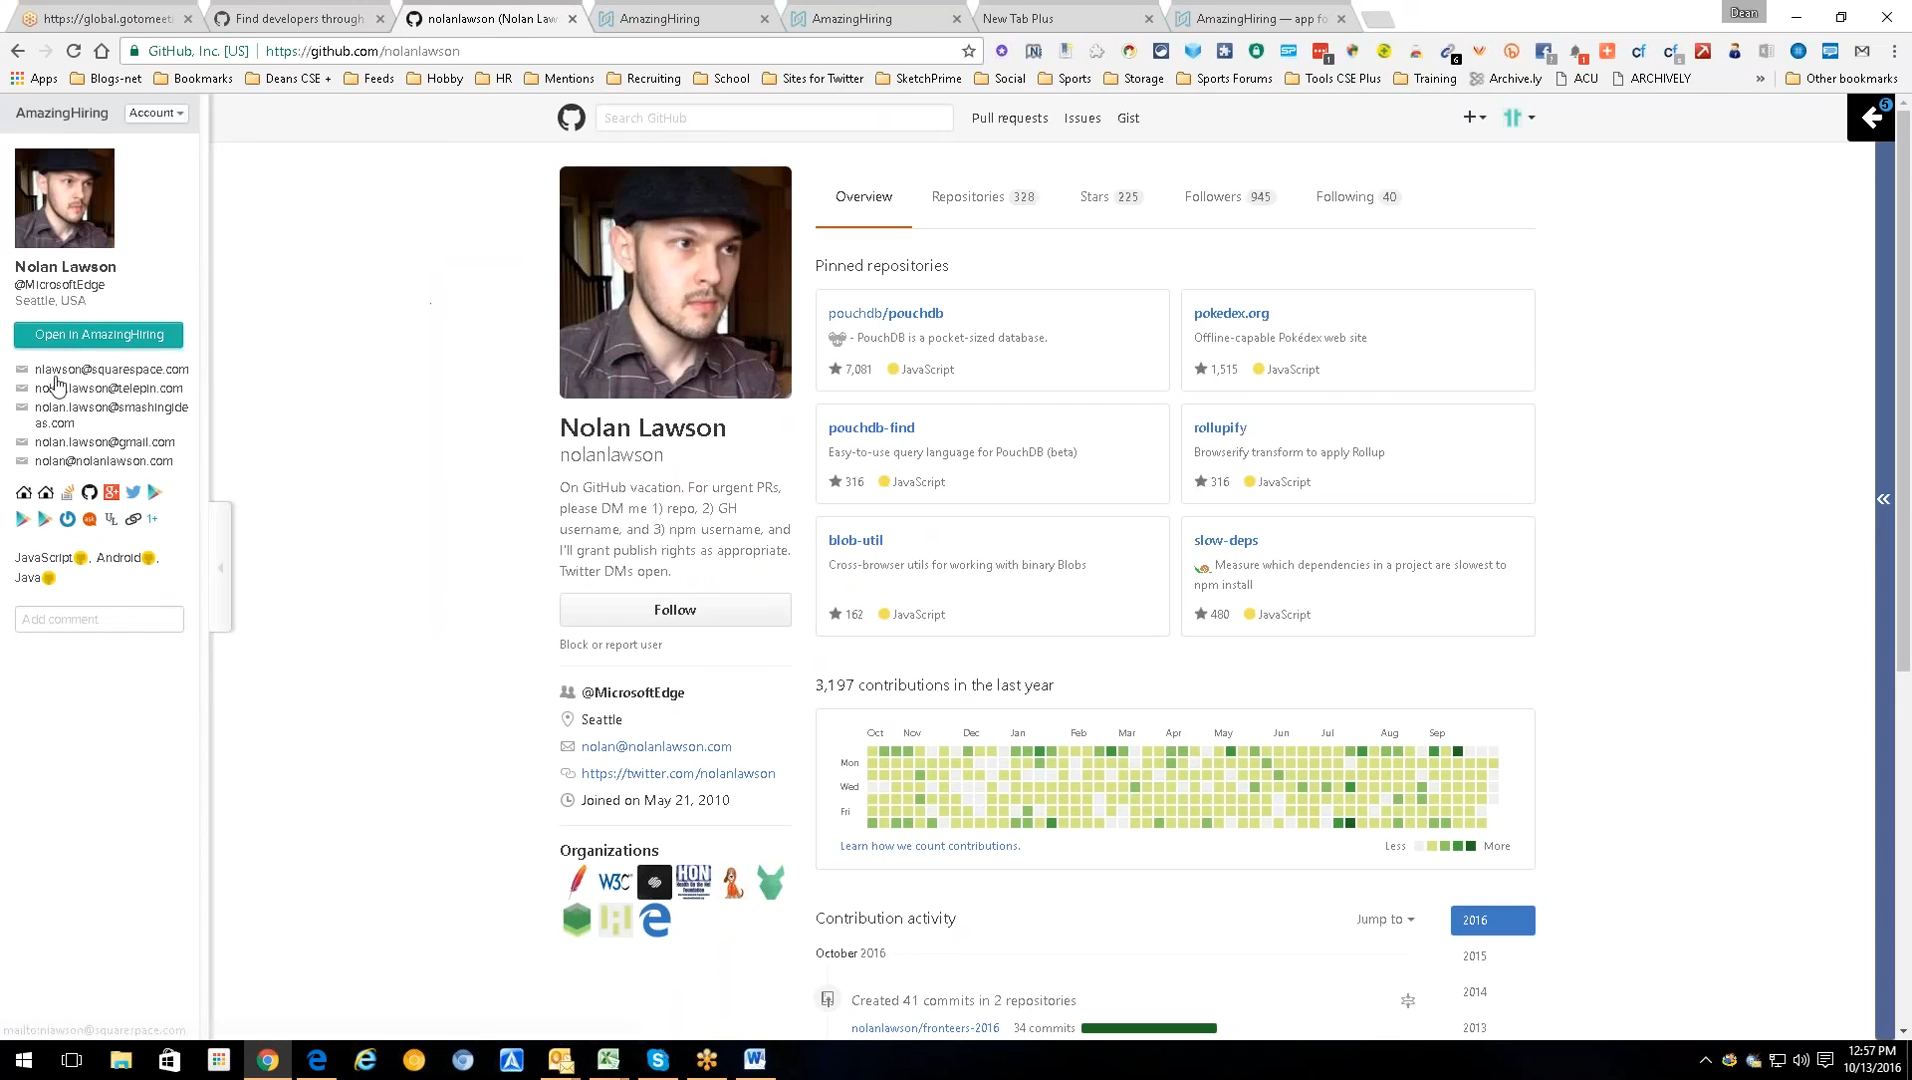 https://global.gotomeeti
Find developers through
nolanlawson (Nolan Law
AmazingHiring
AmazingHiring
New Tab Plus
AmazingHiring — app fo
Dean
GitHub, Inc. [US]
https://github.com/nolanlawson
Apps
Blogs-net
Bookmarks
Deans CSE +
Feeds
Hobby
HR
Mentions
Recruiting
School
Sites for Twitter
SketchPrime
Social
Sports
Storage
Sports Forums
Tools CSE Plus
Training
Archive.ly
ACU
ARCHIVELY
»
Other bookmarks
AmazingHiring
Account
Nolan Lawson
@MicrosoftEdge
Seattle, USA
Open in AmazingHiring
nlawson@squarespace.com
lawson@telepin.com
nolan.lawson@smashingide
as.com
nolan.lawson@gmail.com
nolan@nolanlawson.com
1+
JavaScript, Android,
Java
Add comment
mailto:nlawson@squarespace.com
Search GitHub
Pull requests
Issues
Gist
5
Nolan Lawson
nolanlawson
On GitHub vacation. For urgent PRs,
please DM me 1) repo, 2) GH
username, and 3) npm username, and
I'll grant publish rights as appropriate.
Twitter DMs open.
Follow
Block or report user
@MicrosoftEdge
Seattle
nolan@nolanlawson.com
https://twitter.com/nolanlawson
Joined on May 21, 2010
Organizations
W3C
HON
Overview
Repositories 328
Stars 225
Followers 945
Following 40
Pinned repositories
pouchdb/pouchdb
- PouchDB is a pocket-sized database.
7,081 JavaScript
pokedex.org
Offline-capable Pokédex web site
1,515 JavaScript
pouchdb-find
Easy-to-use query language for PouchDB (beta)
316 JavaScript
rollupify
Browserify transform to apply Rollup
316 JavaScript
blob-util
Cross-browser utils for working with binary Blobs
162 JavaScript
slow-deps
Measure which dependencies in a project are slowest to
npm install
480 JavaScript
3,197 contributions in the last year
Oct Nov Dec Jan Feb Mar Apr May Jun Jul Aug Sep
Mon
Wed
Fri
Learn how we count contributions.
Less
More
Contribution activity
Jump to
2016
2015
2014
2013
October 2016
Created 41 commits in 2 repositories
nolanlawson/fronteers-2016 34 commits
12:57 PM
10/13/2016